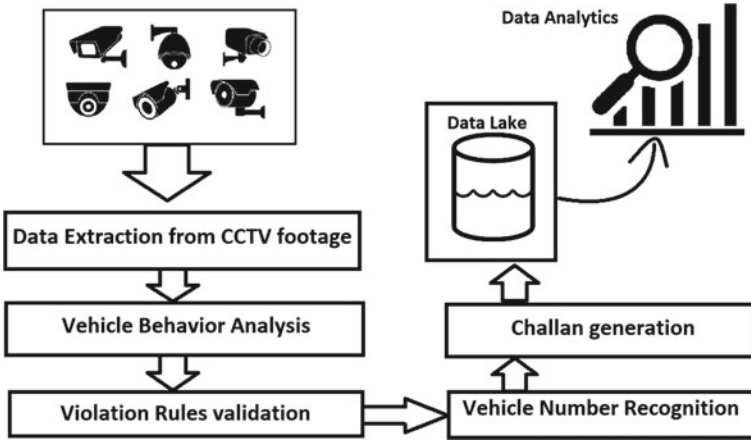 Data Analytics
Data Lake
Data Extraction from CCTV footage
Vehicle Behavior Analysis
Challan generation
Violation Rules validation
Vehicle Number Recognition